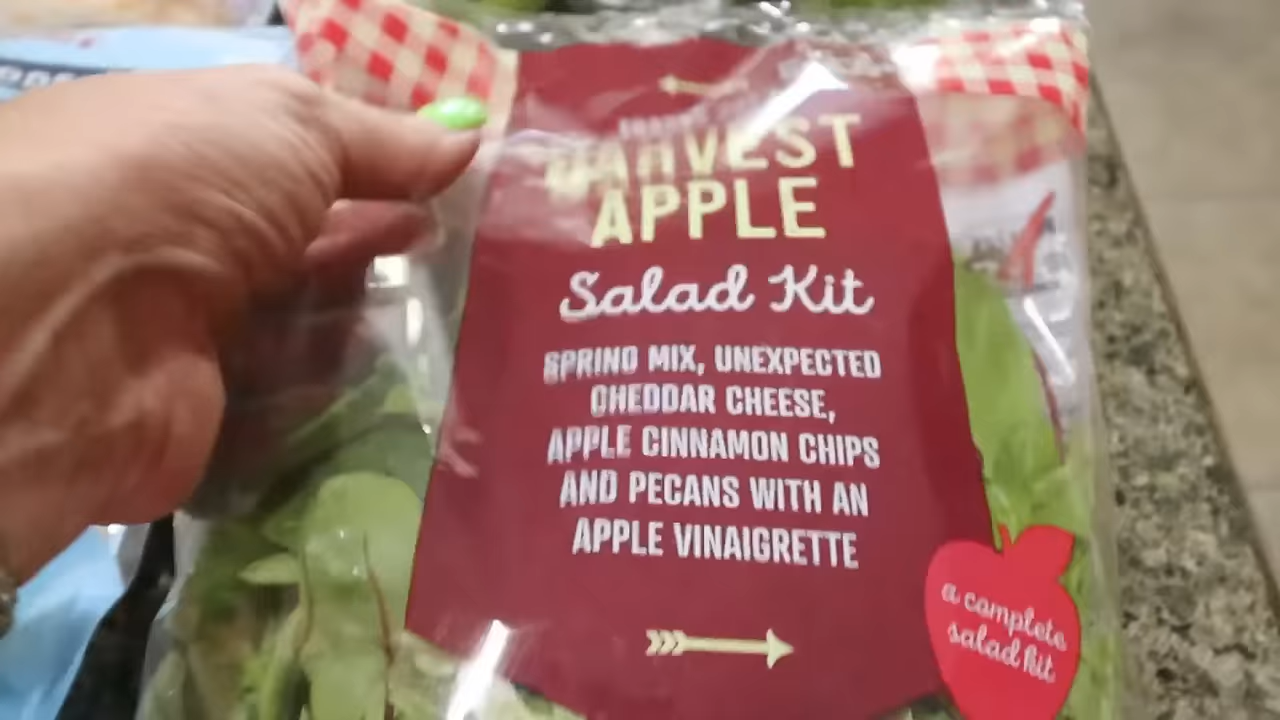 HARVEST
APPLE
Salad Kit
SPRING MIX, UNEXPECTED
CHEDDAR CHEESE,
APPLE CINNAMON CHIPS
AND PECANS WITH AN
APPLE VINAIGRETTE
a complete
salad kit